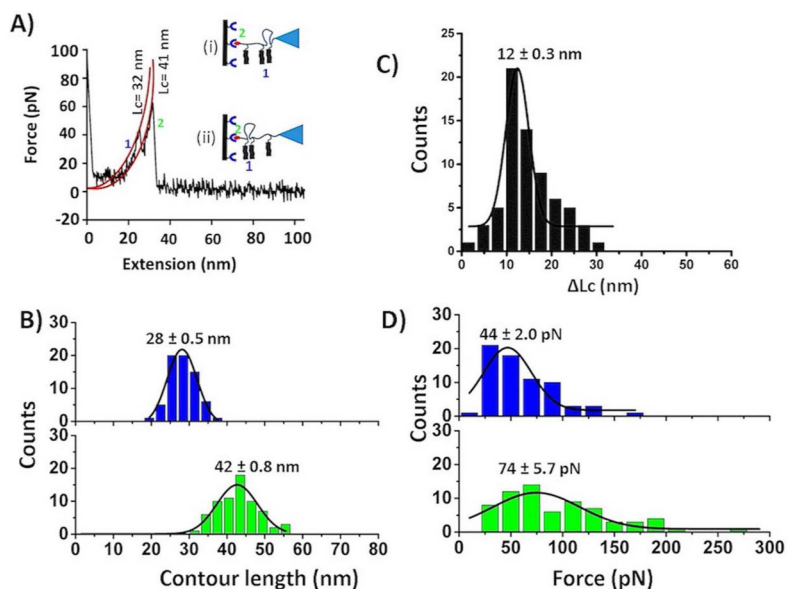 A)
Force (pN)
100
80
60
40
20
0
-20
Lc= 32 nm
Lc= 41 nm
1
2
(i)
2
1
(ii)
2
1
0 20 40 60 80 100
Extension (nm)
C)
Counts
25
20
15
10
5
0
12 ± 0.3 nm
0 10 20 30 40 50 60
ΔLc (nm)
B)
Counts
30
20
10
0
28 ± 0.5 nm
30
20
10
0
42 ± 0.8 nm
0 10 20 30 40 50 60 80
Contour length (nm)
D)
Counts
30
20
10
0
44 ± 2.0 pN
30
20
10
0
74 ± 5.7 pN
0 50 100 150 200 250 300
Force (pN)